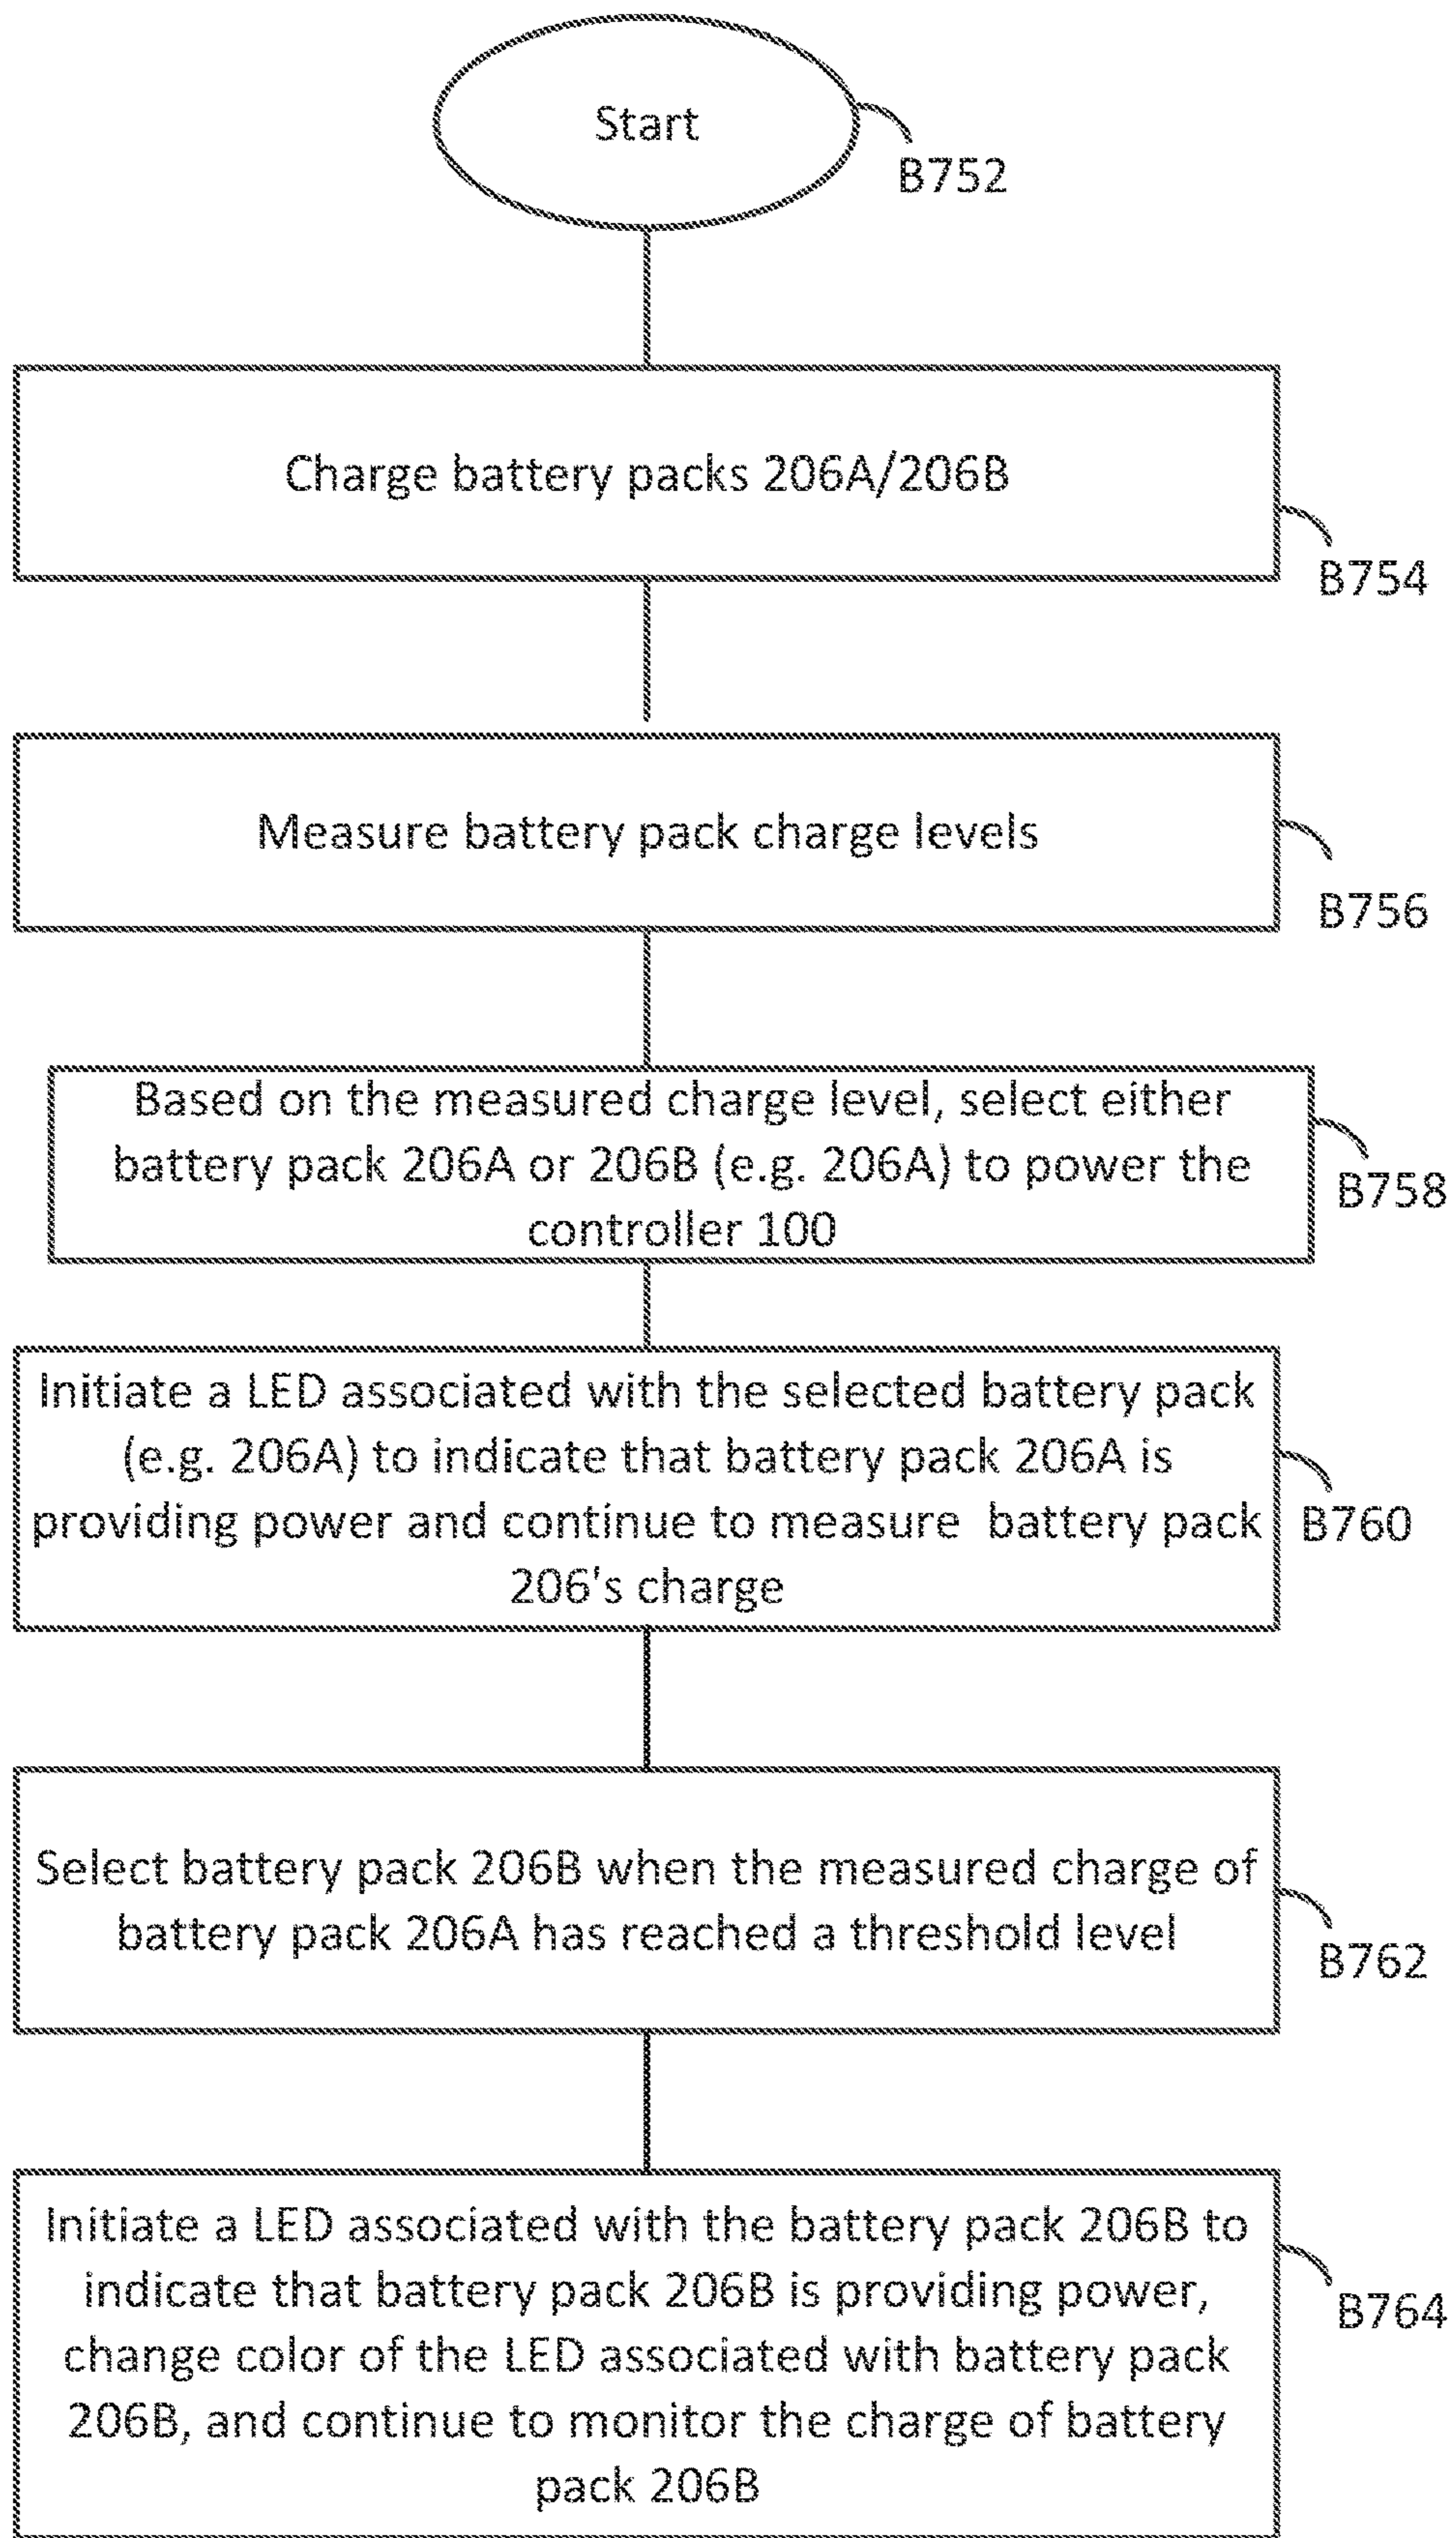 Start
B752
Charge battery packs 206A/206B
B754
Measure battery pack charge levels
B756
Based on the measured charge level, select either
battery pack 206A or 206B (e.g. 206A) to power the
controller 100
B758
Initiate a LED associated with the selected battery pack
(e.g. 206A) to indicate that battery pack 206A is
providing power and continue to measure battery pack
206's charge
B760
Select battery pack 206B when the measured charge of
battery pack 206A has reached a threshold level
B762
Initiate a LED associated with the battery pack 206B to
indicate that battery pack 206B is providing power,
change color of the LED associated with battery pack
206B, and continue to monitor the charge of battery
pack 206B
B764